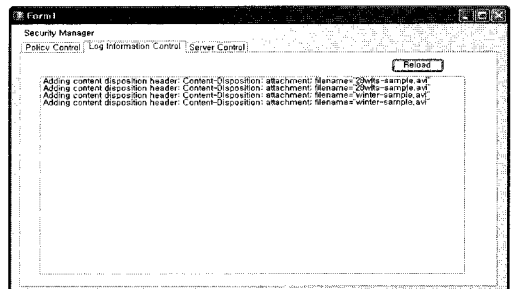 Form1
Security Manager
Policy Control Log Information Control Server Control
Reload
Adding content disposition header: Content-Disposition: attachment; filename="29wfts-sample.avi"
Adding content disposition header: Content-Disposition: attachment; filename="29wfts-sample.avi"
Adding content disposition header: Content-Disposition: attachment; filename="winter-sample.avi"
Adding content disposition header: Content-Disposition: attachment; filename="winter-sample.avi"